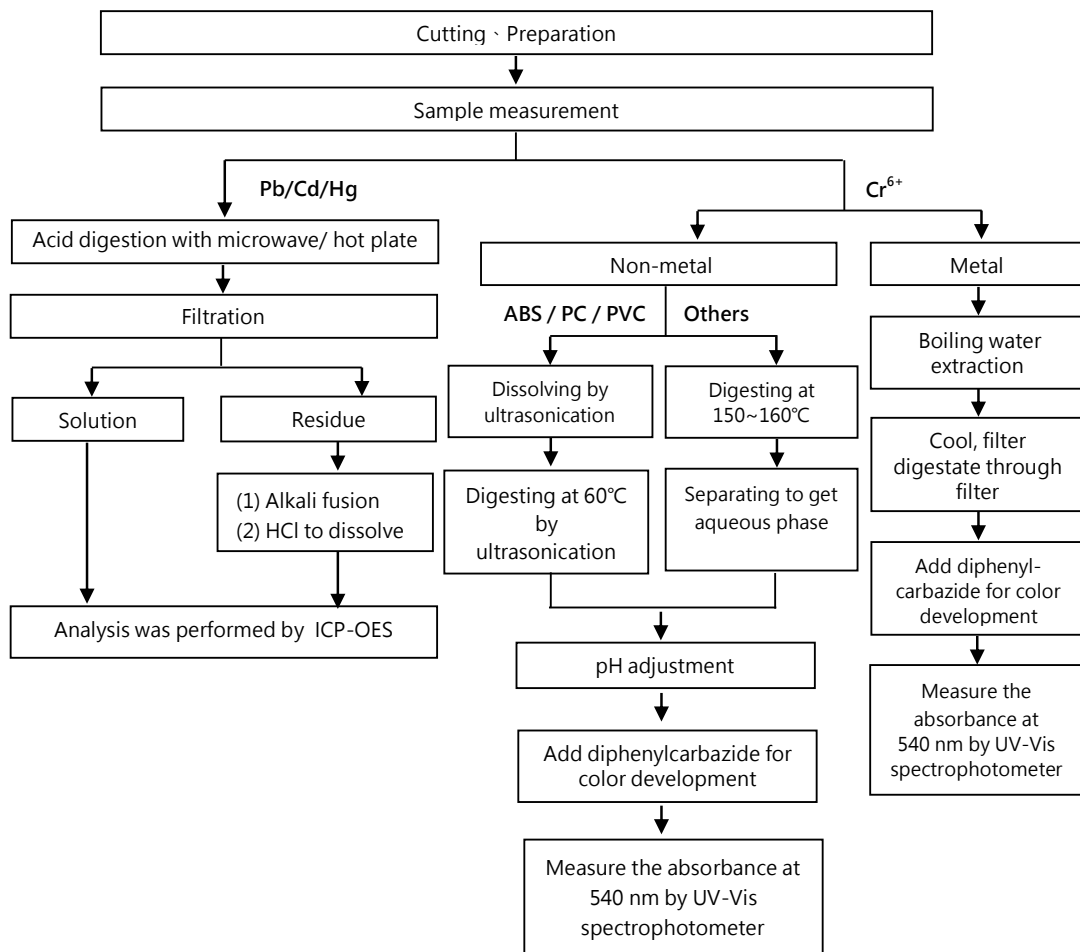 Cutting、Preparation
Sample measurement
Pb/Cd/Hg
Cr⁶⁺
Acid digestion with microwave/ hot plate
Filtration
Solution
Residue
(1) Alkali fusion
(2) HCl to dissolve
Analysis was performed by ICP-OES
Non-metal
ABS / PC / PVC
Others
Dissolving by
ultrasonication
Digesting at
150~160℃
Digesting at 60℃
by
ultrasonication
Separating to get
aqueous phase
pH adjustment
Add diphenylcarbazide for
color development
Measure the absorbance at
540 nm by UV-Vis
spectrophotometer
Metal
Boiling water
extraction
Cool, filter
digestate through
filter
Add diphenyl-
carbazide for color
development
Measure the
absorbance at
540 nm by UV-Vis
spectrophotometer